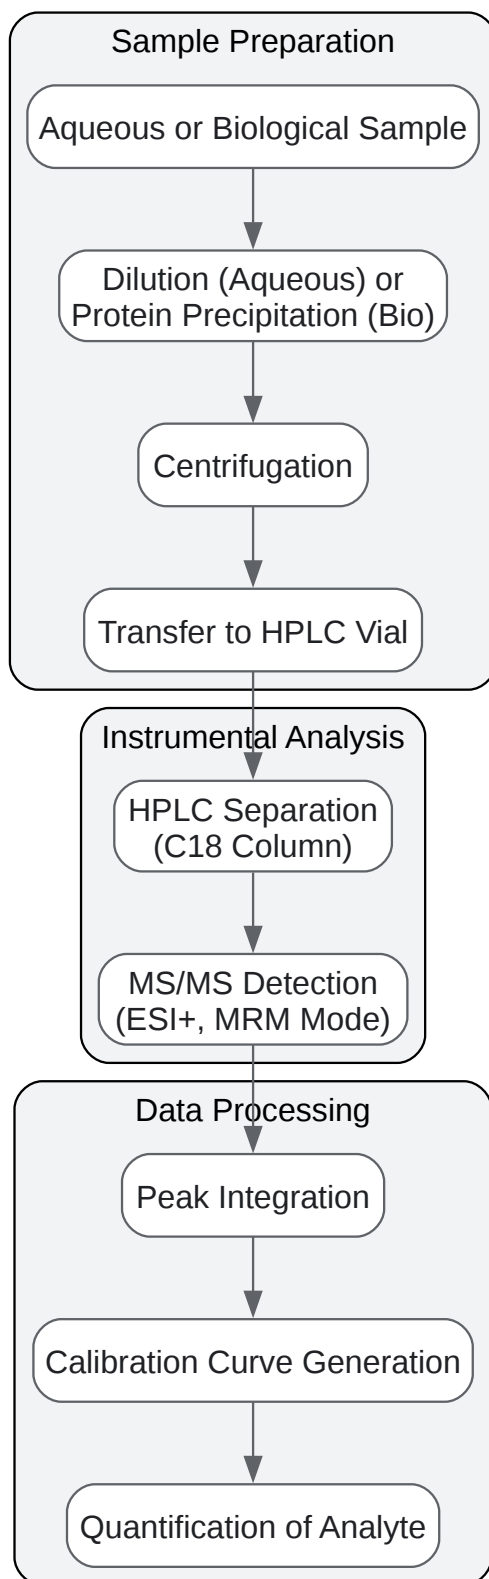 Sample Preparation
Aqueous or Biological Sample
Dilution (Aqueous) or
Protein Precipitation (Bio)
Centrifugation
Transfer to HPLC Vial
Instrumental Analysis
HPLC Separation
(C18 Column)
MS/MS Detection
(ESI+, MRM Mode)
Data Processing
Peak Integration
Calibration Curve Generation
Quantification of Analyte